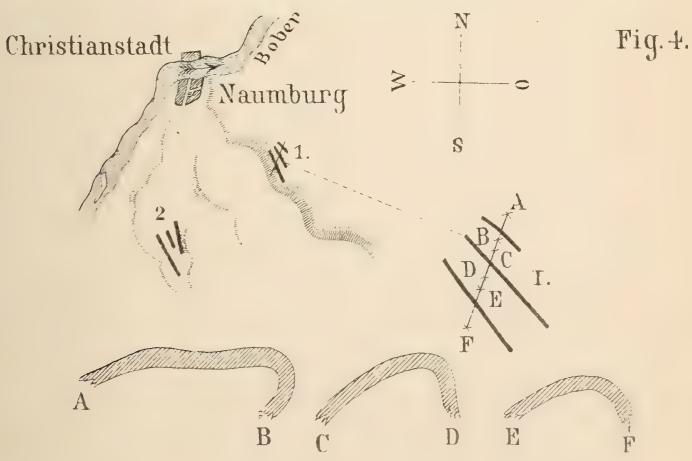 Fig. 4.
Christianstadt
Bober
Naumburg
N
W
O
S
1.
2
A
B
C
D
E
F
I.
A
B
C
D
E
F